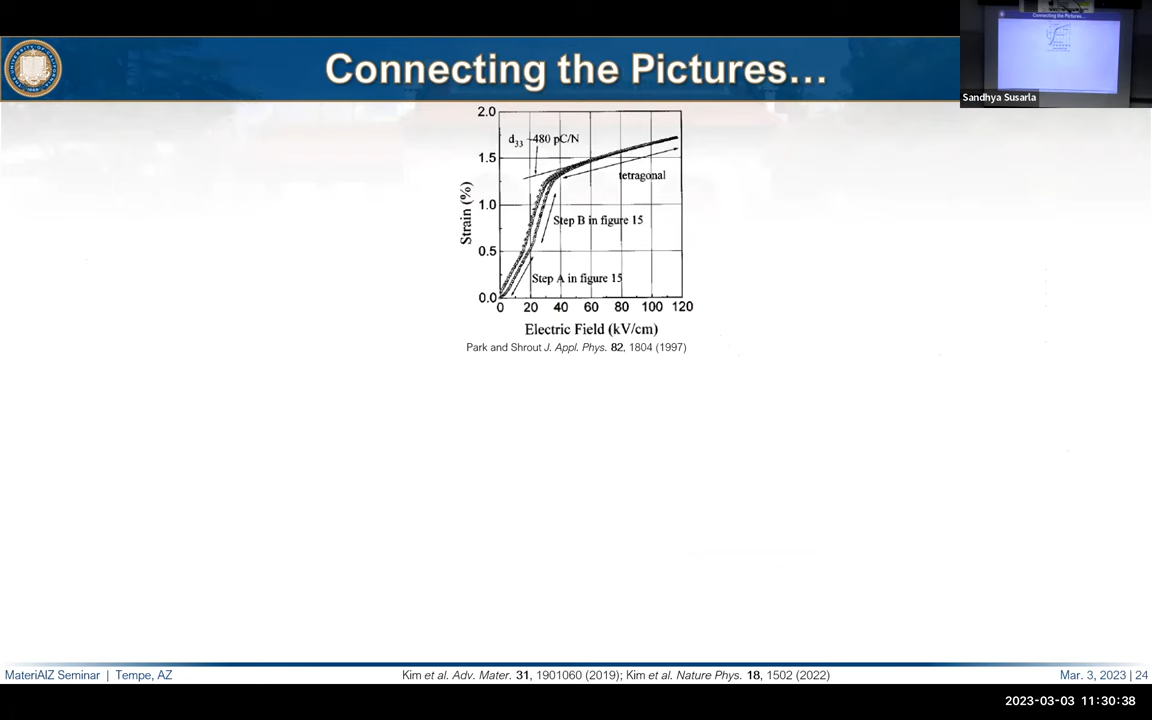 Connecting the Pictures…
Connecting the Pictures...
Sandhya Susarla
2.0
d33 ~480 pC/N
1.5
tetragonal
Strain (%)
1.0
Step B in figure 15
0.5
Step A in figure 15
0.0
0 20 40 60 80 100 120
Electric Field (kV/cm)
Park and Shrout J. Appl. Phys. 82, 1804 (1997)
MateriAlZ Seminar | Tempe, AZ
Kim et al. Adv. Mater. 31, 1901060 (2019); Kim et al. Nature Phys. 18, 1502 (2022)
Mar. 3, 2023 | 24
2023-03-03 11:30:38